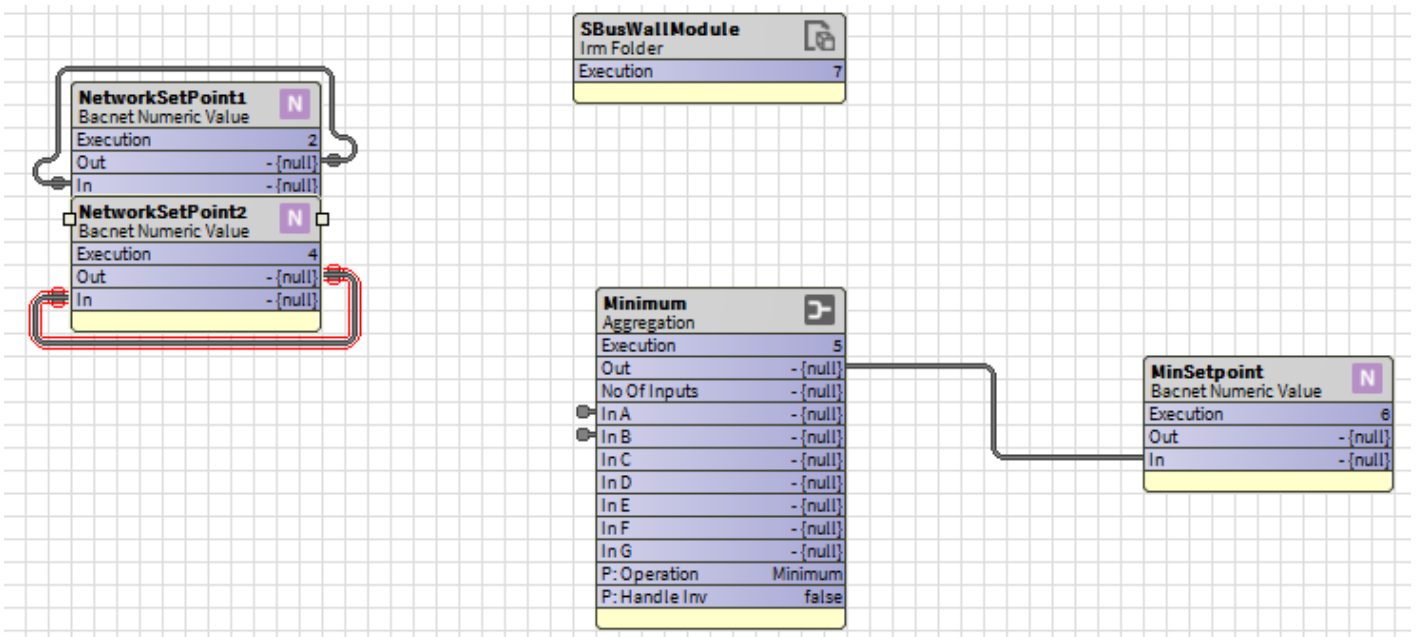 SBusWallModule
Irm Folder
Execution 7
NetworkSetPoint1
Bacnet Numeric Value
N
Execution 2
Out - {null}
In - {null}
NetworkSetPoint2
Bacnet Numeric Value
N
Execution 4
Out - {null}
In - {null}
Minimum
Aggregation
Execution 5
Out - {null}
No Of Inputs - {null}
In A - {null}
In B - {null}
In C - {null}
In D - {null}
In E - {null}
In F - {null}
In G - {null}
P: Operation Minimum
P: Handle Inv false
MinSetpoint
Bacnet Numeric Value
N
Execution 6
Out - {null}
In - {null}